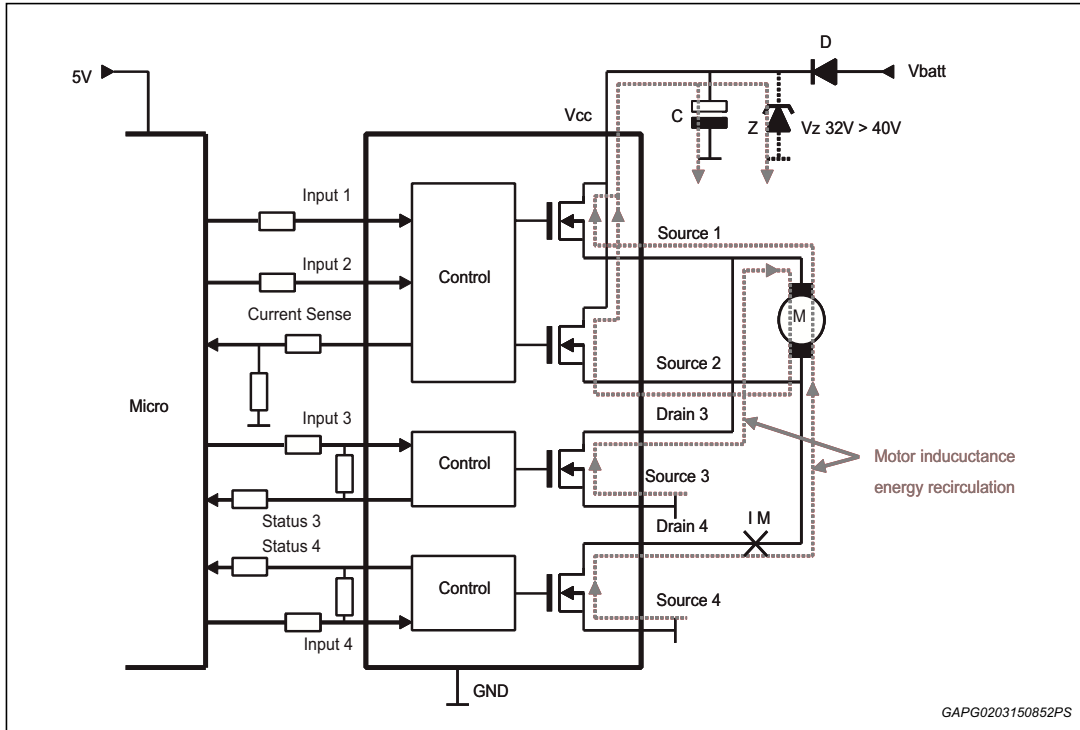 D
5V
Vbatt
Vcc
C
Z
Vz 32V > 40V
Input 1
Source 1
Input 2
Control
Current Sense
M
Source 2
Micro
Drain 3
Input 3
Control
Source 3
Motor inducuctance
energy recirculation
Status 3
Drain 4
I M
Status 4
Control
Source 4
Input 4
GND
GAPG0203150852PS